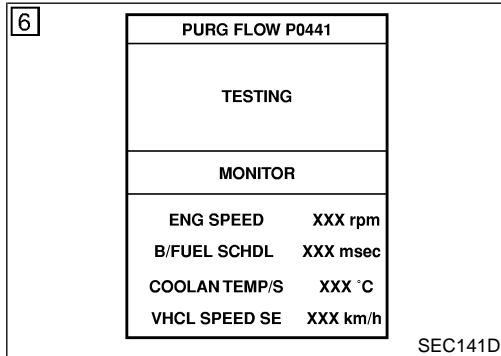 6
PURG FLOW P0441
TESTING
MONITOR
ENG SPEED XXX rpm
B/FUEL SCHDL XXX msec
COOLAN TEMP/S XXX °C
VHCL SPEED SE XXX km/h
SEC141D